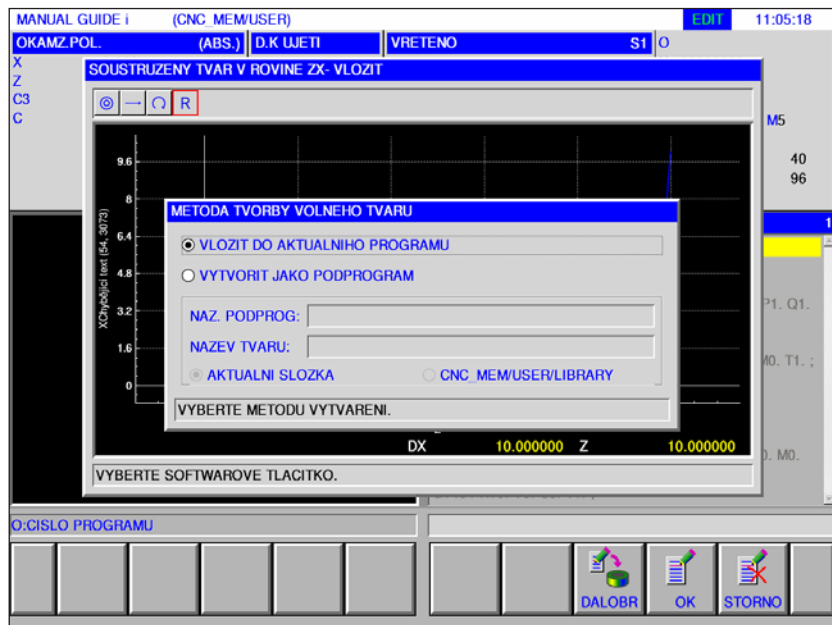 MANUAL GUIDE i (CNC_MEM/USER) EDIT 11:05:18
OKAMZ.POL. (ABS.) D.K UJETI VRETENO S1 O
X
Z
C3
C
M5
40
96
1
SOUSTRUZENY TVAR V ROVINE ZX- VLOZIT
R
9.6
8
6.4
4.8
3.2
1.6
0
XChybějící text (54, 3073)
METODA TVORBY VOLNEHO TVARU
VLOZIT DO AKTUALNIHO PROGRAMU
VYTVORIT JAKO PODPROGRAM
NAZ. PODPROG:
NAZEV TVARU:
AKTUALNI SLOZKA CNC_MEM/USER/LIBRARY
VYBERTE METODU VYTVARENI.
P1. Q1.
M0. T1. ;
M0.
DX 10.000000 Z 10.000000
VYBERTE SOFTWAROVE TLACITKO.
O:CISLO PROGRAMU
DALOBR OK STORNO